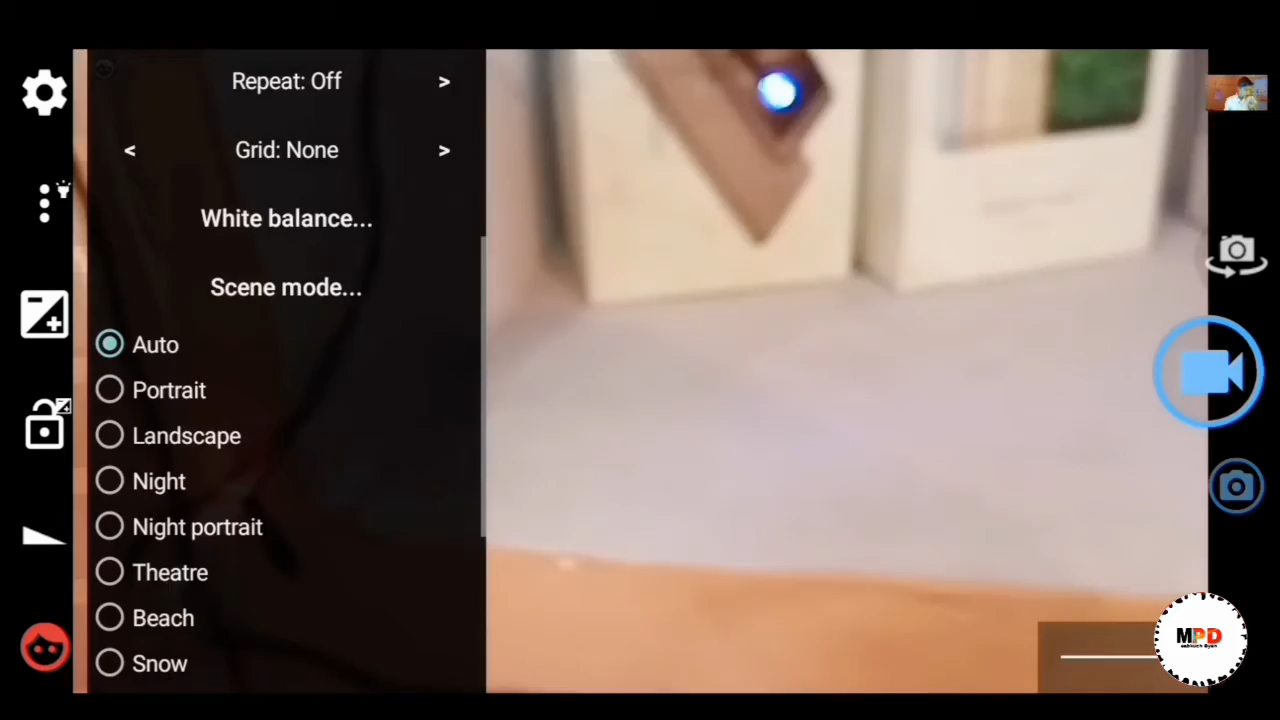 Repeat: Off >
< Grid: None >
White balance...
Scene mode...
Auto
Portrait
Landscape
Night
Night portrait
Theatre
Beach
Snow
MPD